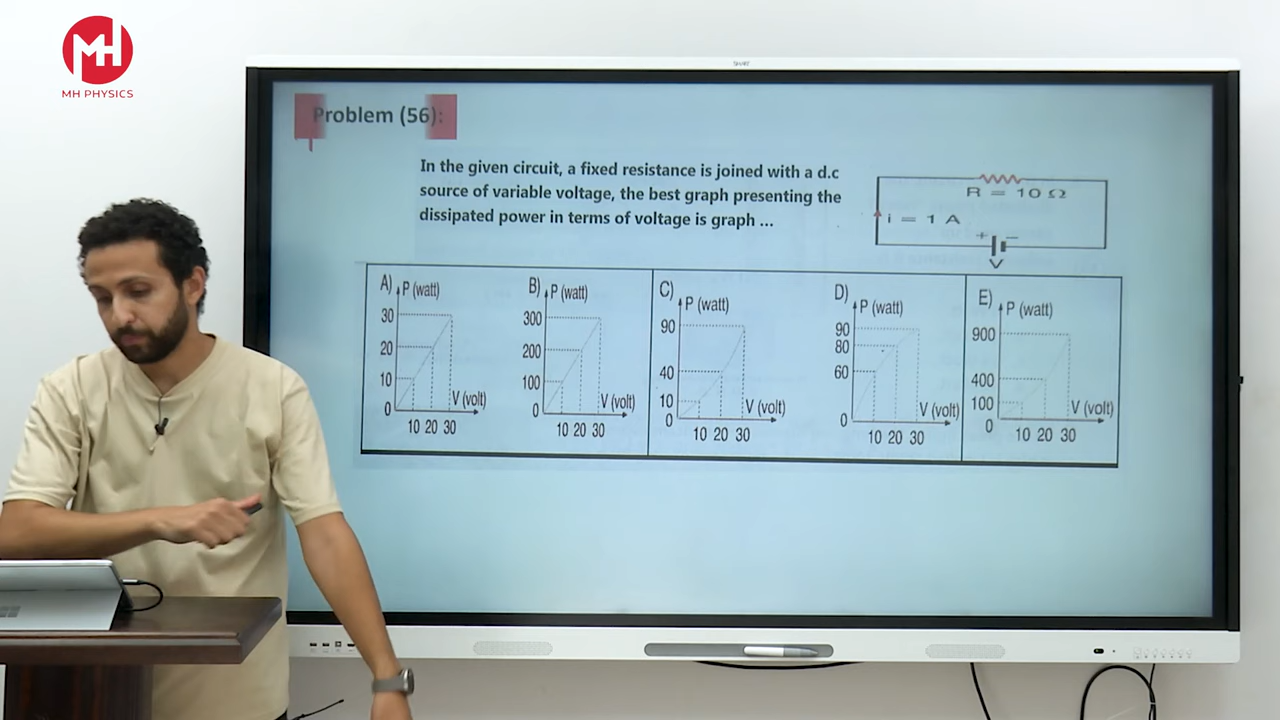 MH
MH PHYSICS
SMART
Problem (56):
In the given circuit, a fixed resistance is joined with a d.c
source of variable voltage, the best graph presenting the
dissipated power in terms of voltage is graph ...
R = 10 Ω
i = 1 A
+ −
V
A) P (watt)
30
20
10
0
V (volt)
10 20 30
B) P (watt)
300
200
100
0
V (volt)
10 20 30
C) P (watt)
90
40
10
0
V (volt)
10 20 30
D) P (watt)
90
80
60
0
V (volt)
10 20 30
E) P (watt)
900
400
100
0
V (volt)
10 20 30